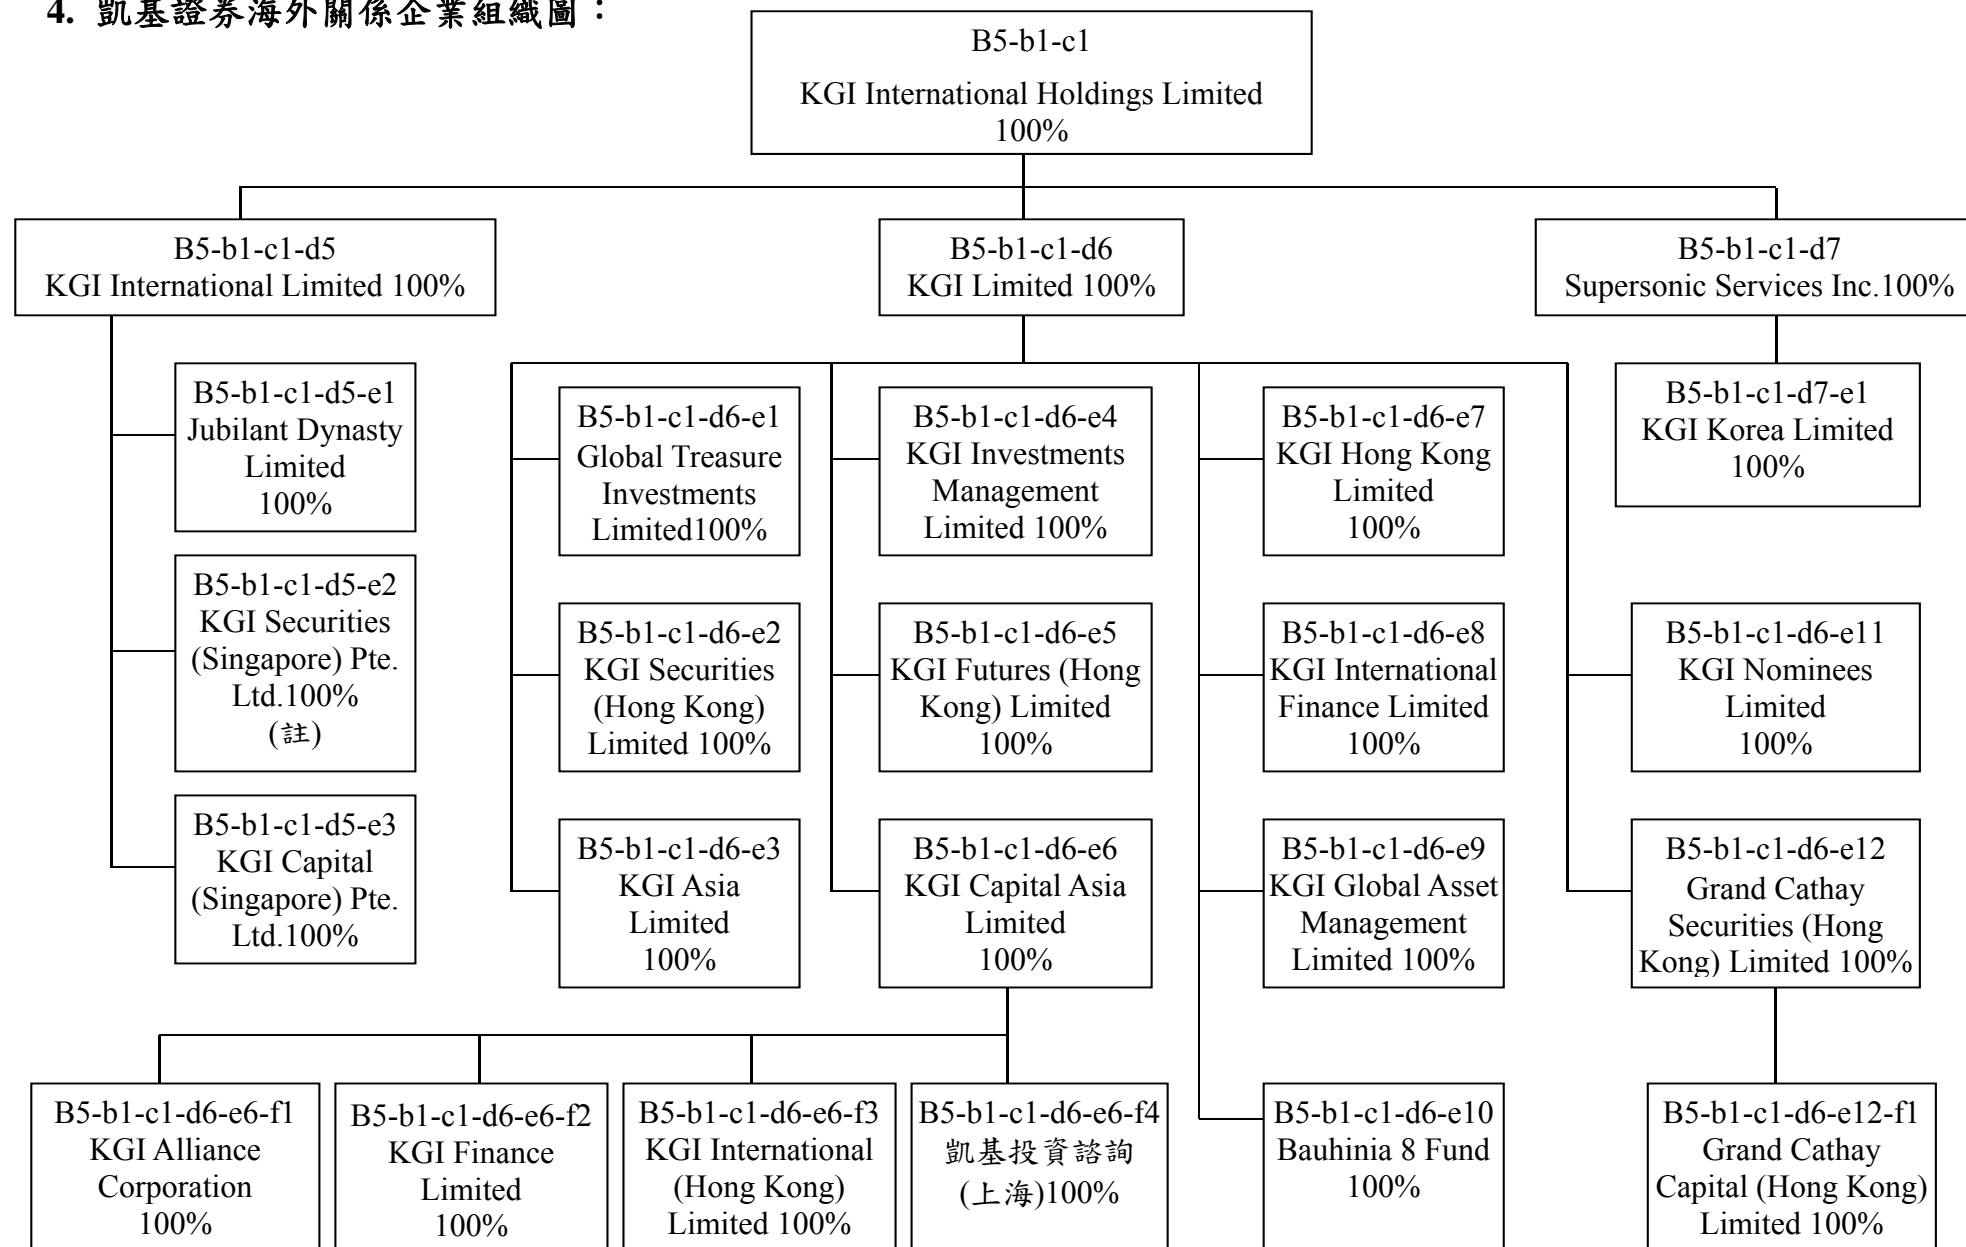 4. 凱基證券海外關係企業組織圖：
B5-b1-c1
KGI International Holdings Limited
100%
B5-b1-c1-d5
KGI International Limited 100%
B5-b1-c1-d6
KGI Limited 100%
B5-b1-c1-d7
Supersonic Services Inc.100%
B5-b1-c1-d5-e1
Jubilant Dynasty
Limited
100%
B5-b1-c1-d5-e2
KGI Securities
(Singapore) Pte.
Ltd.100%
(註)
B5-b1-c1-d5-e3
KGI Capital
(Singapore) Pte.
Ltd.100%
B5-b1-c1-d6-e1
Global Treasure
Investments
Limited100%
B5-b1-c1-d6-e2
KGI Securities
(Hong Kong)
Limited 100%
B5-b1-c1-d6-e3
KGI Asia
Limited
100%
B5-b1-c1-d6-e4
KGI Investments
Management
Limited 100%
B5-b1-c1-d6-e5
KGI Futures (Hong
Kong) Limited
100%
B5-b1-c1-d6-e6
KGI Capital Asia
Limited
100%
B5-b1-c1-d6-e7
KGI Hong Kong
Limited
100%
B5-b1-c1-d6-e8
KGI International
Finance Limited
100%
B5-b1-c1-d6-e9
KGI Global Asset
Management
Limited 100%
B5-b1-c1-d7-e1
KGI Korea Limited
100%
B5-b1-c1-d6-e11
KGI Nominees
Limited
100%
B5-b1-c1-d6-e12
Grand Cathay
Securities (Hong
Kong) Limited 100%
B5-b1-c1-d6-e6-f1
KGI Alliance
Corporation
100%
B5-b1-c1-d6-e6-f2
KGI Finance
Limited
100%
B5-b1-c1-d6-e6-f3
KGI International
(Hong Kong)
Limited 100%
B5-b1-c1-d6-e6-f4
凱基投資諮詢
(上海)100%
B5-b1-c1-d6-e10
Bauhinia 8 Fund
100%
B5-b1-c1-d6-e12-f1
Grand Cathay
Capital (Hong Kong)
Limited 100%